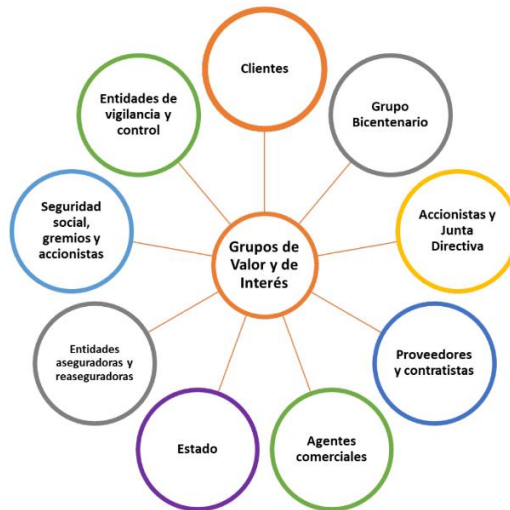 Clientes
Grupo
Bicentenario
Accionistas y
Junta
Directiva
Proveedores
y contratistas
Agentes
comerciales
Estado
Entidades
aseguradoras y
reaseguradoras
Seguridad
social,
gremios y
accionistas
Entidades de
vigilancia y
control
Grupos de
Valor y de
Interés